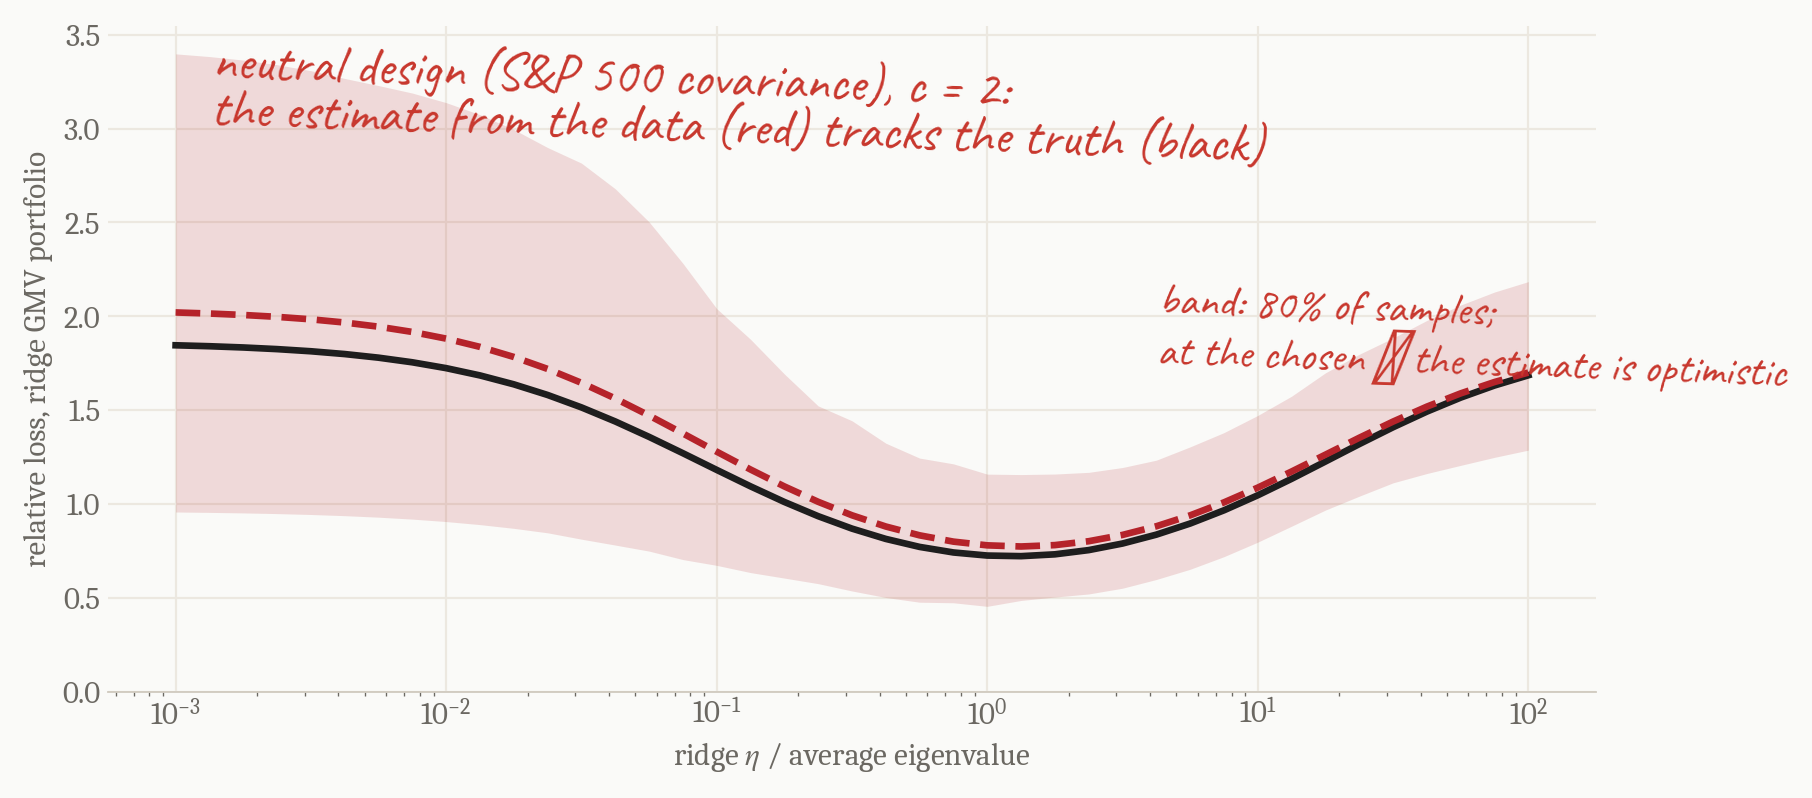 3.5
3.0
2.5
2.0
1.5
1.0
0.5
0.0
relative loss, ridge GMV portfolio
neutral design (S&P 500 covariance), c = 2:
the estimate from the data (red) tracks the truth (black)
band: 80% of samples;
at the chosen the estimate is optimistic
10⁻³ 10⁻² 10⁻¹ 10⁰ 10¹ 10²
ridge η / average eigenvalue